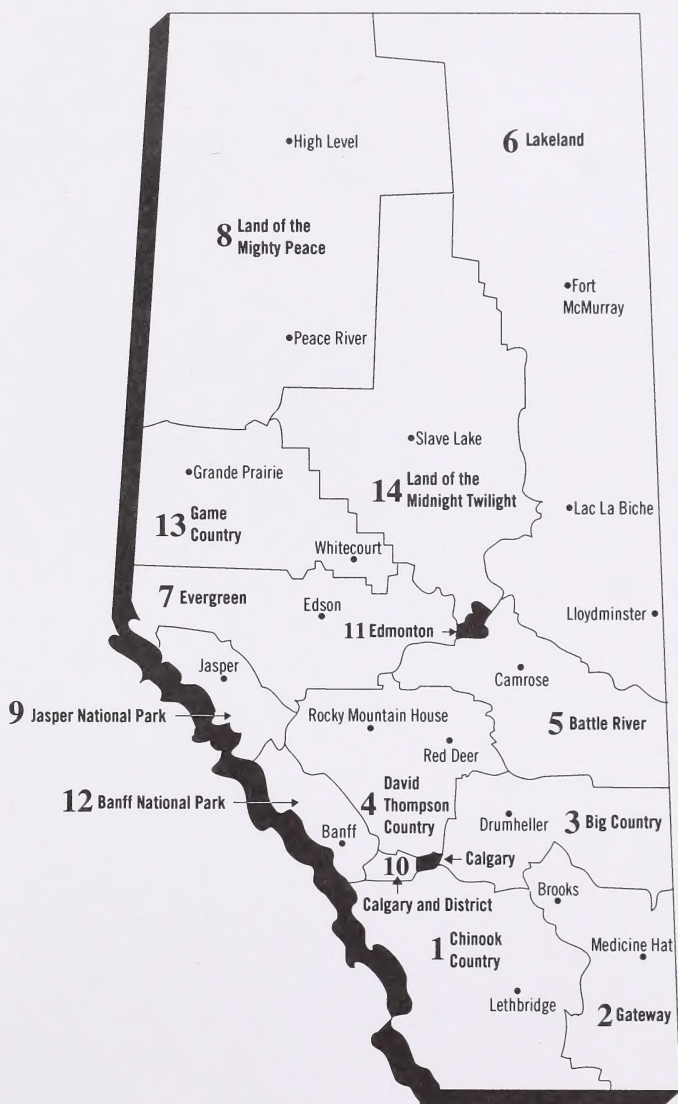 •High Level
6 Lakeland
8 Land of the
Mighty Peace
•Fort
McMurray
•Peace River
•Slave Lake
•Grande Prairie
14 Land of the
Midnight Twilight
•Lac La Biche
13 Game
Country
Whitecourt
7 Evergreen
Edson
11 Edmonton
Lloydminster
Jasper
Camrose
9 Jasper National Park
Rocky Mountain House
5 Battle River
Red Deer
12 Banff National Park
4 David
Thompson
Country
Drumheller
3 Big Country
Banff
10
Calgary
Calgary and District
Brooks
1 Chinook
Country
Medicine Hat
Lethbridge
2 Gateway